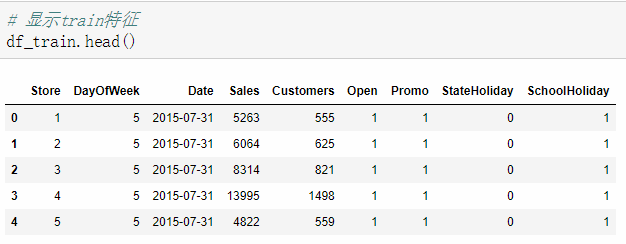 # 显示train特征
df_train.head()
Store DayOfWeek Date Sales Customers Open Promo StateHoliday SchoolHoliday
0 1 5 2015-07-31 5263 555 1 1 0 1
1 2 5 2015-07-31 6064 625 1 1 0 1
2 3 5 2015-07-31 8314 821 1 1 0 1
3 4 5 2015-07-31 13995 1498 1 1 0 1
4 5 5 2015-07-31 4822 559 1 1 0 1